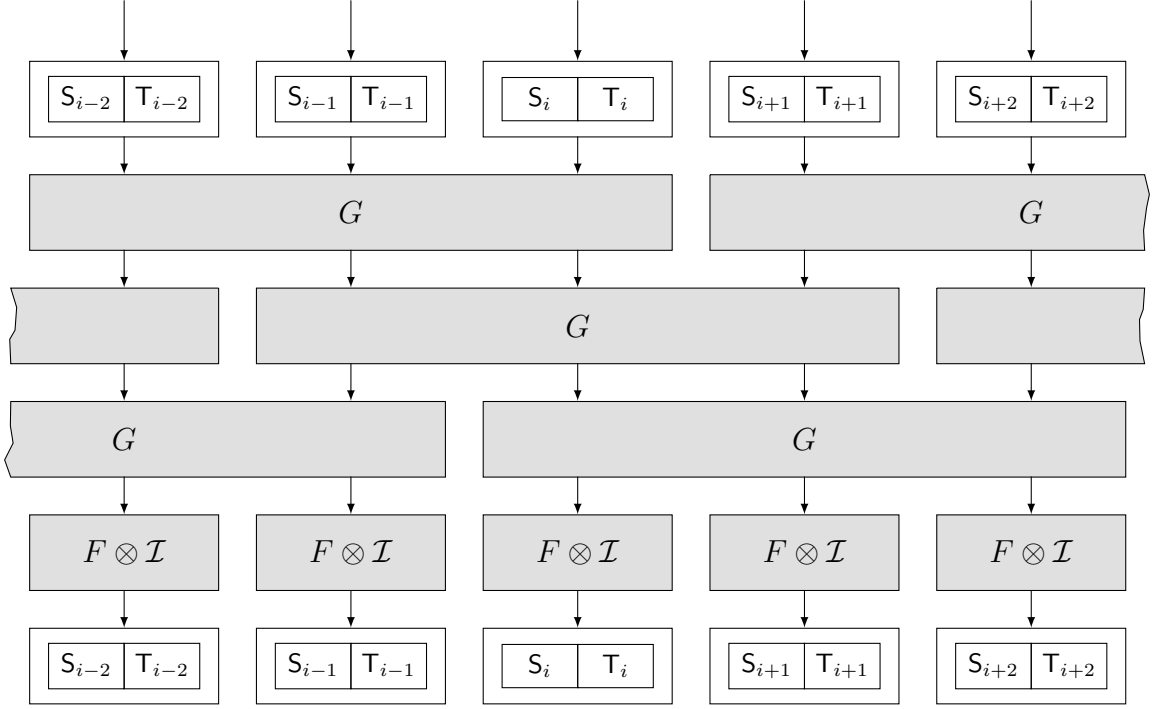 S_{i−2} T_{i−2} S_{i−1} T_{i−1} S_i T_i S_{i+1} T_{i+1} S_{i+2} T_{i+2}
G G
G
G G
F ⊗ I F ⊗ I F ⊗ I F ⊗ I F ⊗ I
S_{i−2} T_{i−2} S_{i−1} T_{i−1} S_i T_i S_{i+1} T_{i+1} S_{i+2} T_{i+2}